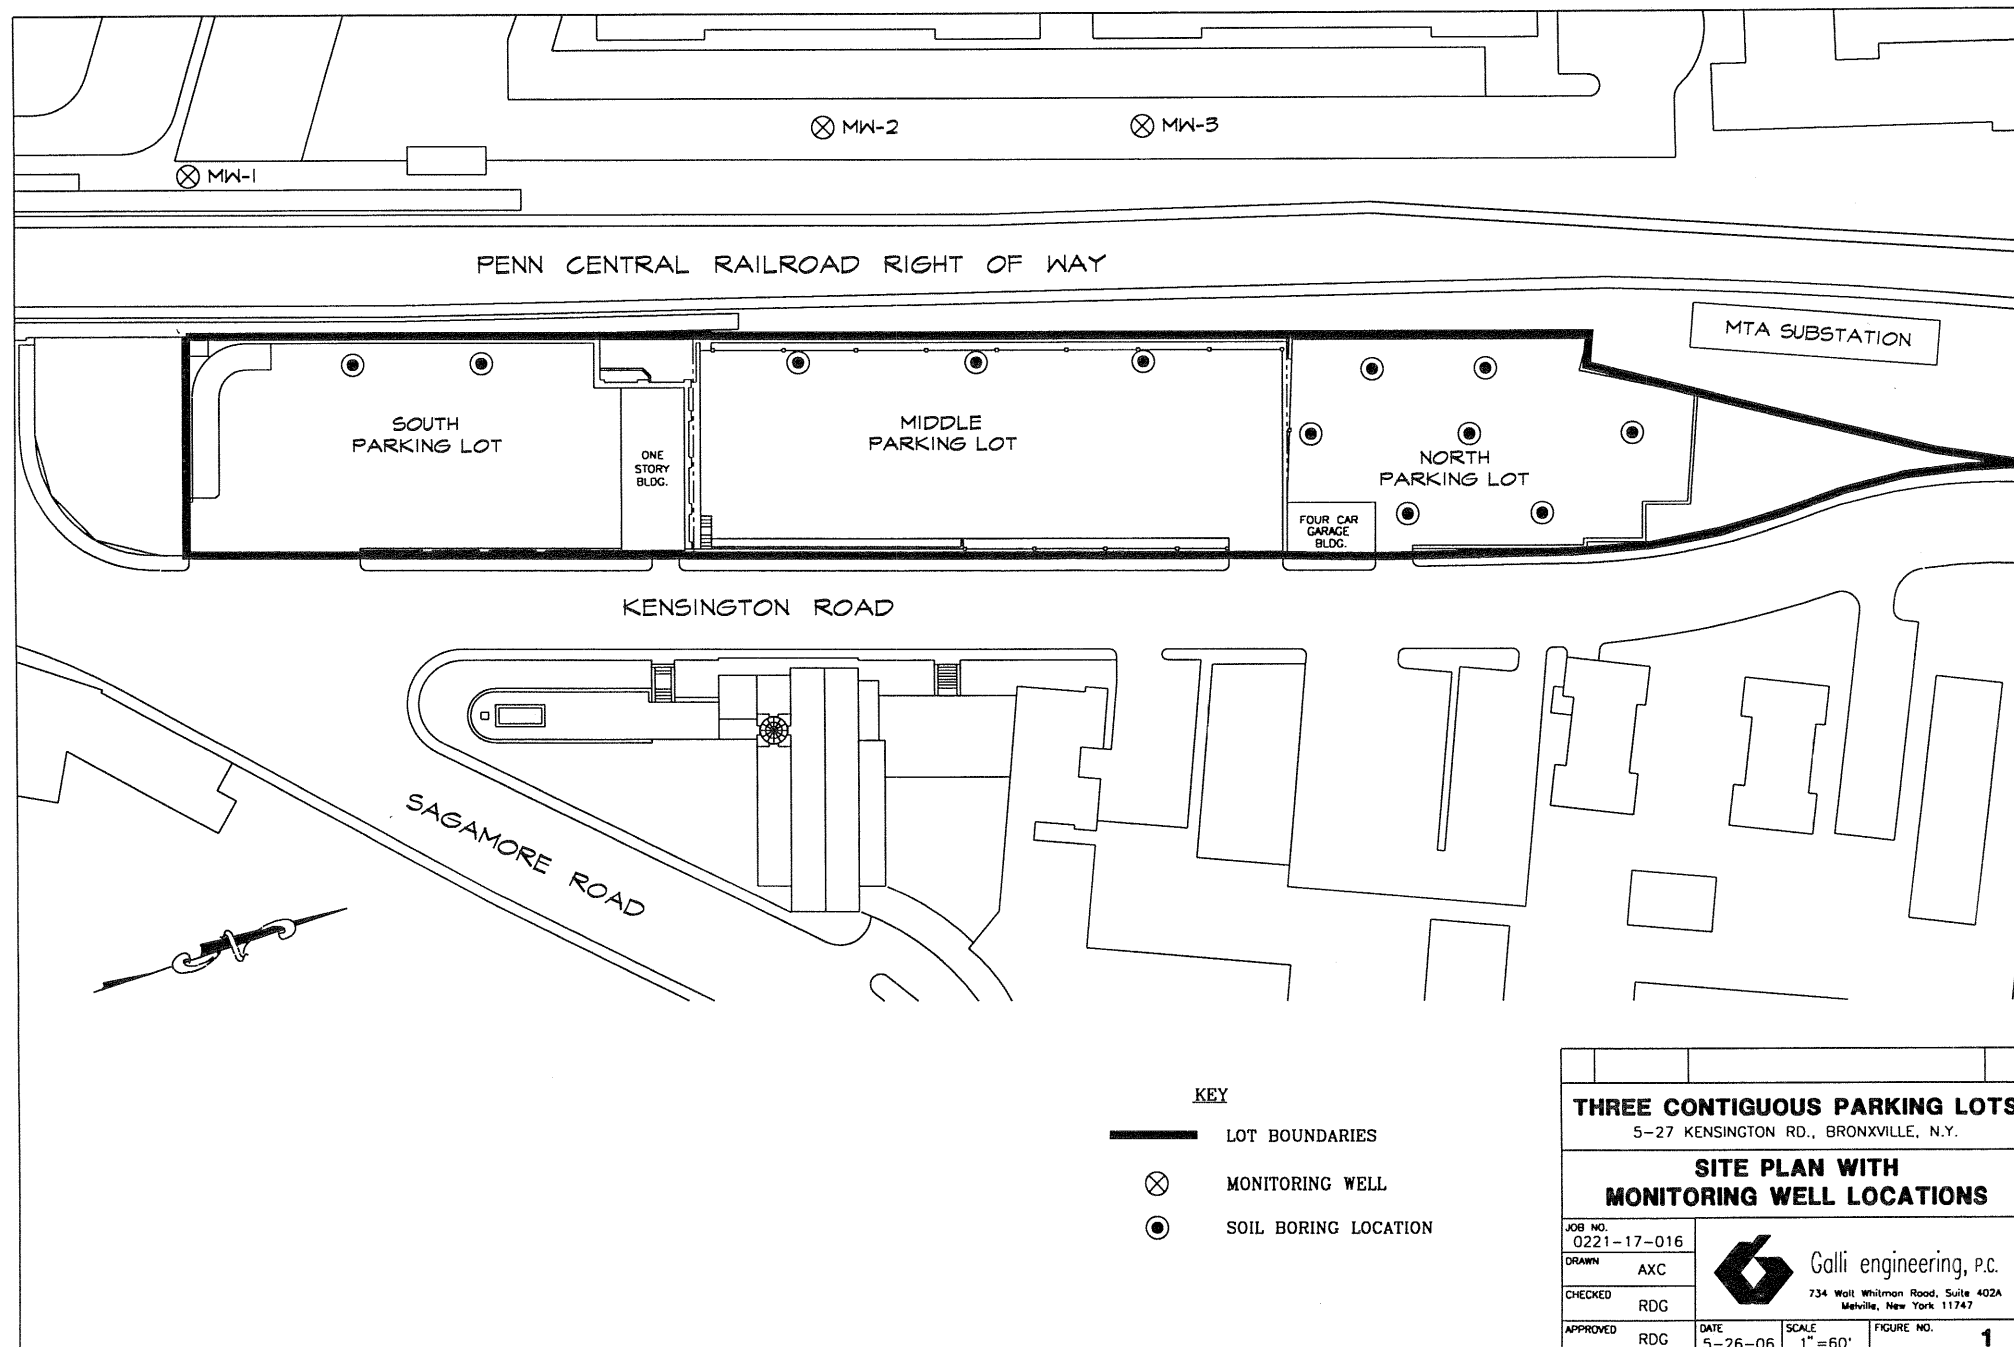 MW-2
MW-3
MW-1
PENN CENTRAL RAILROAD RIGHT OF WAY
MTA SUBSTATION
SOUTH
PARKING LOT
MIDDLE
PARKING LOT
ONE
STORY
BLDG.
NORTH
PARKING LOT
FOUR CAR
GARAGE
BLDG.
KENSINGTON ROAD
SAGAMORE ROAD
N
KEY
LOT BOUNDARIES
MONITORING WELL
SOIL BORING LOCATION
THREE CONTIGUOUS PARKING LOTS
5-27 KENSINGTON RD., BRONXVILLE, N.Y.
SITE PLAN WITH
MONITORING WELL LOCATIONS
JOB NO.
0221-17-016
DRAWN
AXC
CHECKED
RDG
APPROVED
RDG
Galli engineering, P.C.
734 Walt Whitman Road, Suite 402A
Melville, New York 11747
DATE
5-26-06
SCALE
1"=60'
FIGURE NO.
1